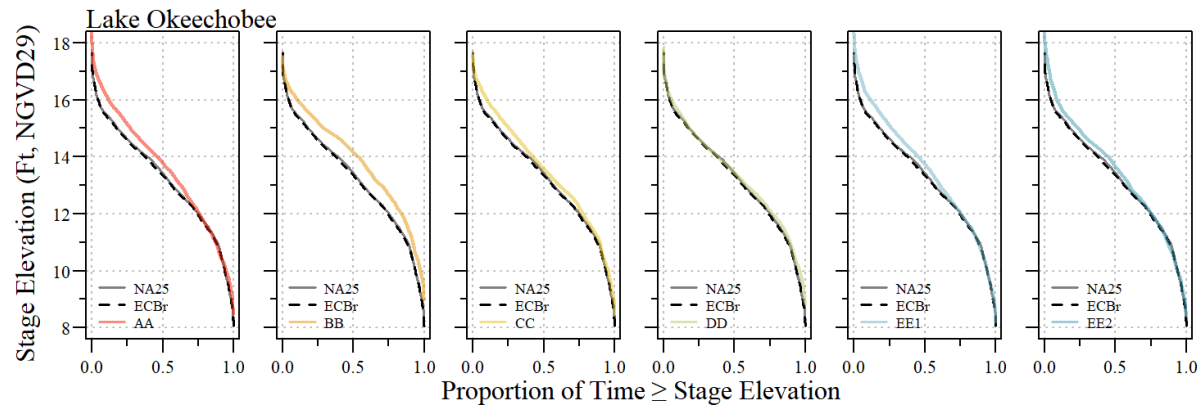 Lake Okeechobee
Stage Elevation (Ft, NGVD29)
18
16
14
12
10
8
NA25
ECBr
AA
NA25
ECBr
BB
NA25
ECBr
CC
NA25
ECBr
DD
NA25
ECBr
EE1
NA25
ECBr
EE2
0.0 0.5 1.0 0.0 0.5 1.0 0.0 0.5 1.0 0.0 0.5 1.0 0.0 0.5 1.0 0.0 0.5 1.0
Proportion of Time ≥ Stage Elevation